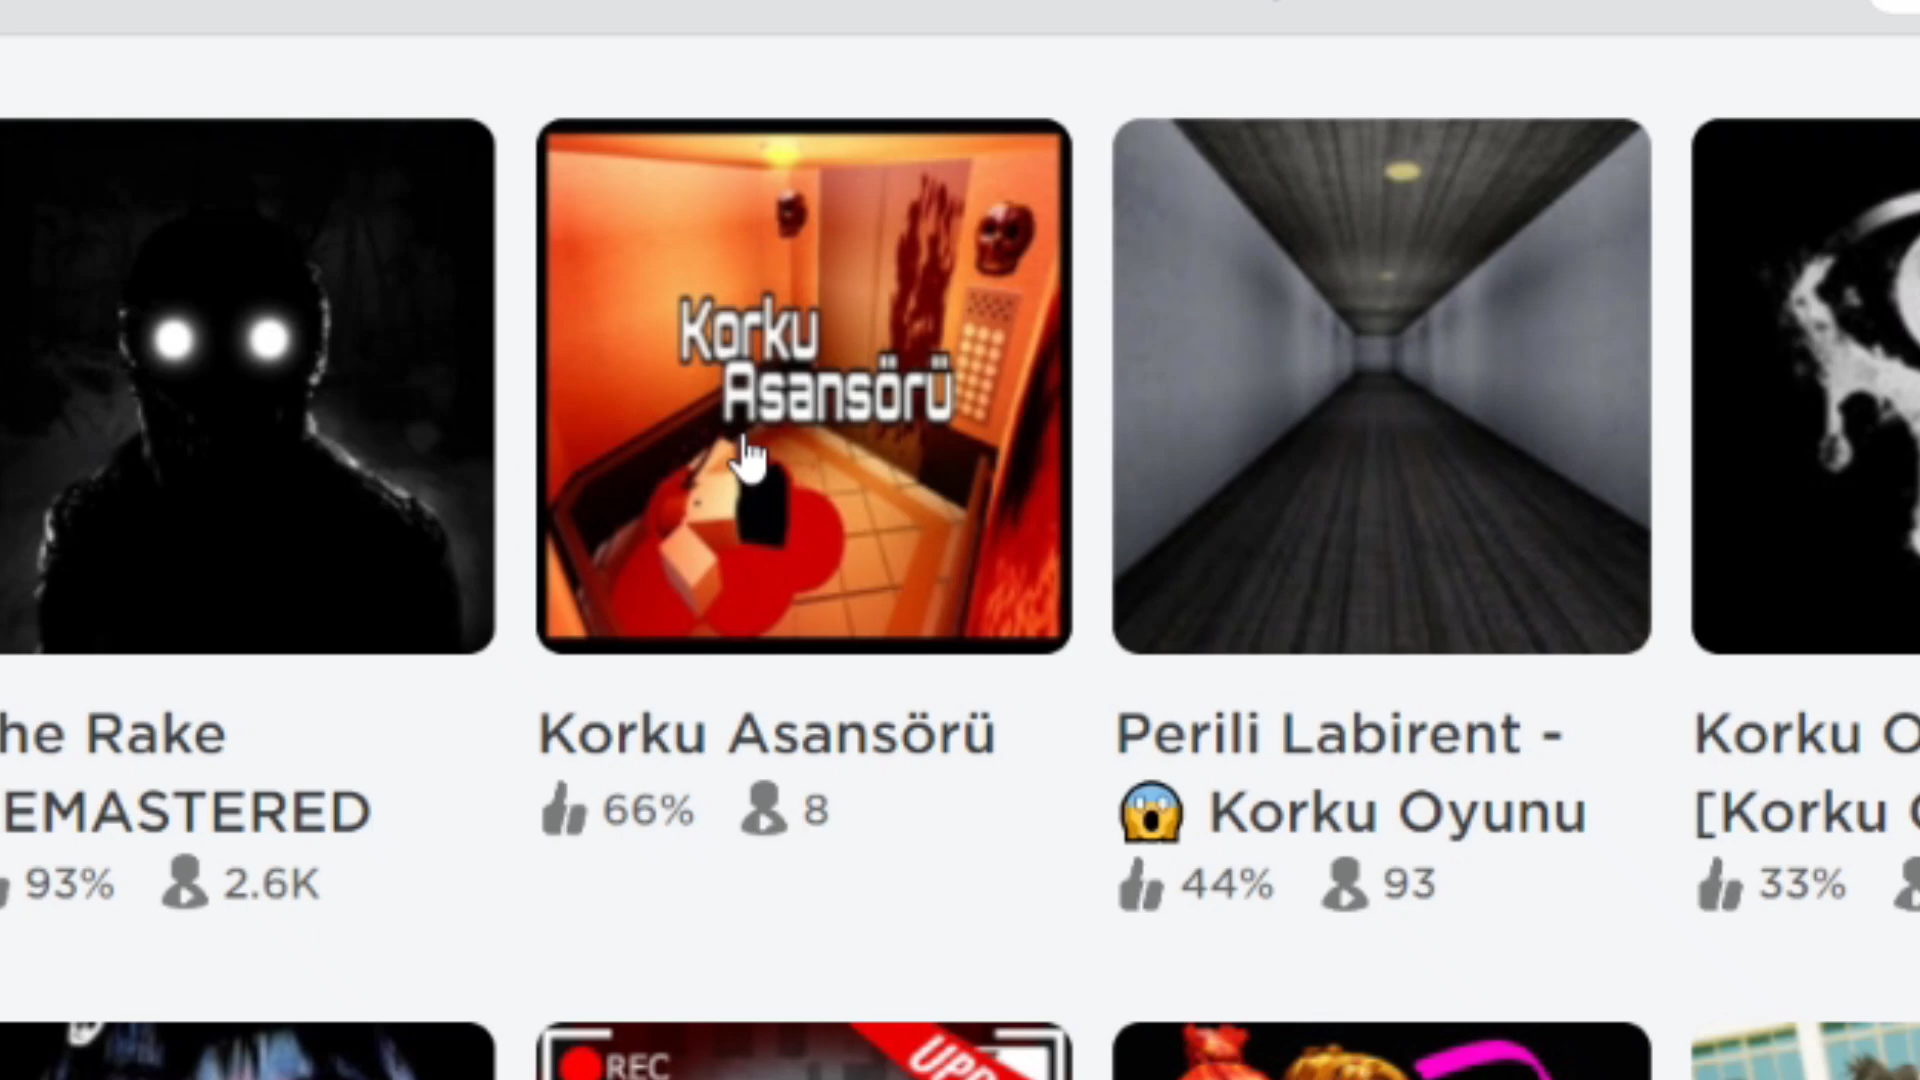 Korku
Asansörü
he Rake
EMASTERED
93% 2.6K
Korku Asansörü
66% 8
Perili Labirent -
😱 Korku Oyunu
44% 93
Korku O
[Korku
33%
REC